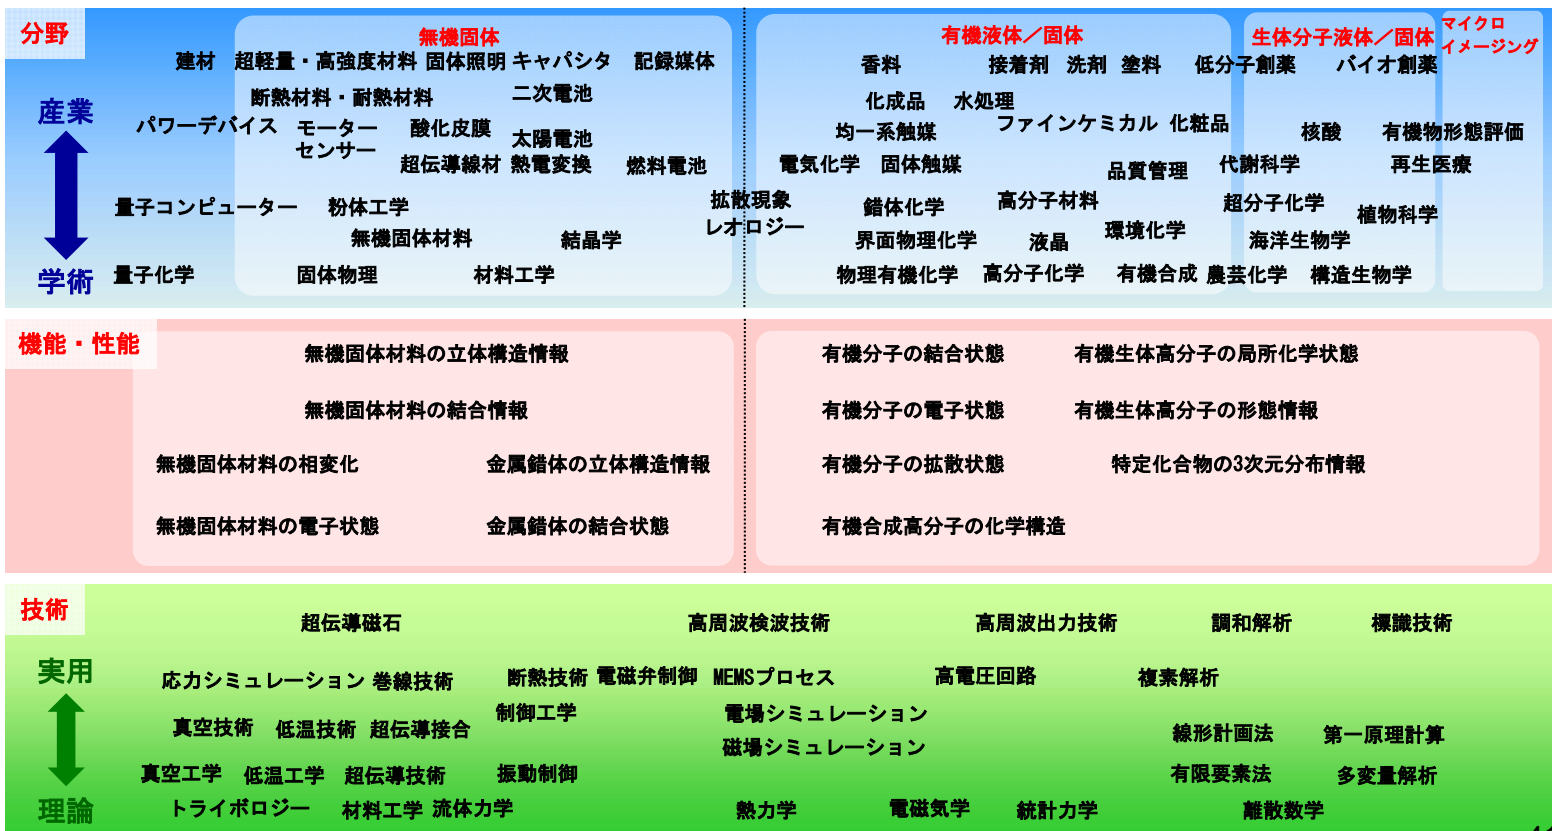 分野
無機固体
有機液体／固体
生体分子液体／固体
マイクロ
イメージング
建材 超軽量・高強度材料 固体照明 キャパシタ 記録媒体
香料 接着剤 洗剤 塗料 低分子創薬 バイオ創薬
断熱材料・耐熱材料 二次電池
化成品 水処理
産業
パワーデバイス モーター 酸化皮膜
センサー
太陽電池
均一系触媒 ファインケミカル 化粧品 核酸 有機物形態評価
超伝導線材 熱電変換 燃料電池
電気化学 固体触媒 品質管理 代謝科学 再生医療
量子コンピューター 粉体工学
拡散現象
レオロジー
錯体化学 高分子材料 超分子化学 植物科学
無機固体材料 結晶学
界面物理化学 液晶 環境化学 海洋生物学
学術
量子化学 固体物理 材料工学
物理有機化学 高分子化学 有機合成 農芸化学 構造生物学
機能・性能
無機固体材料の立体構造情報 有機分子の結合状態 有機生体高分子の局所化学状態
無機固体材料の結合情報 有機分子の電子状態 有機生体高分子の形態情報
無機固体材料の相変化 金属錯体の立体構造情報 有機分子の拡散状態 特定化合物の3次元分布情報
無機固体材料の電子状態 金属錯体の結合状態 有機合成高分子の化学構造
技術
超伝導磁石 高周波検波技術 高周波出力技術 調和解析 標識技術
実用
応力シミュレーション 巻線技術 断熱技術 電磁弁制御 MEMSプロセス 高電圧回路 複素解析
制御工学 電場シミュレーション
真空技術 低温技術 超伝導接合 磁場シミュレーション 線形計画法 第一原理計算
真空工学 低温工学 超伝導技術 振動制御 有限要素法 多変量解析
理論
トライボロジー 材料工学 流体力学 熱力学 電磁気学 統計力学 離散数学